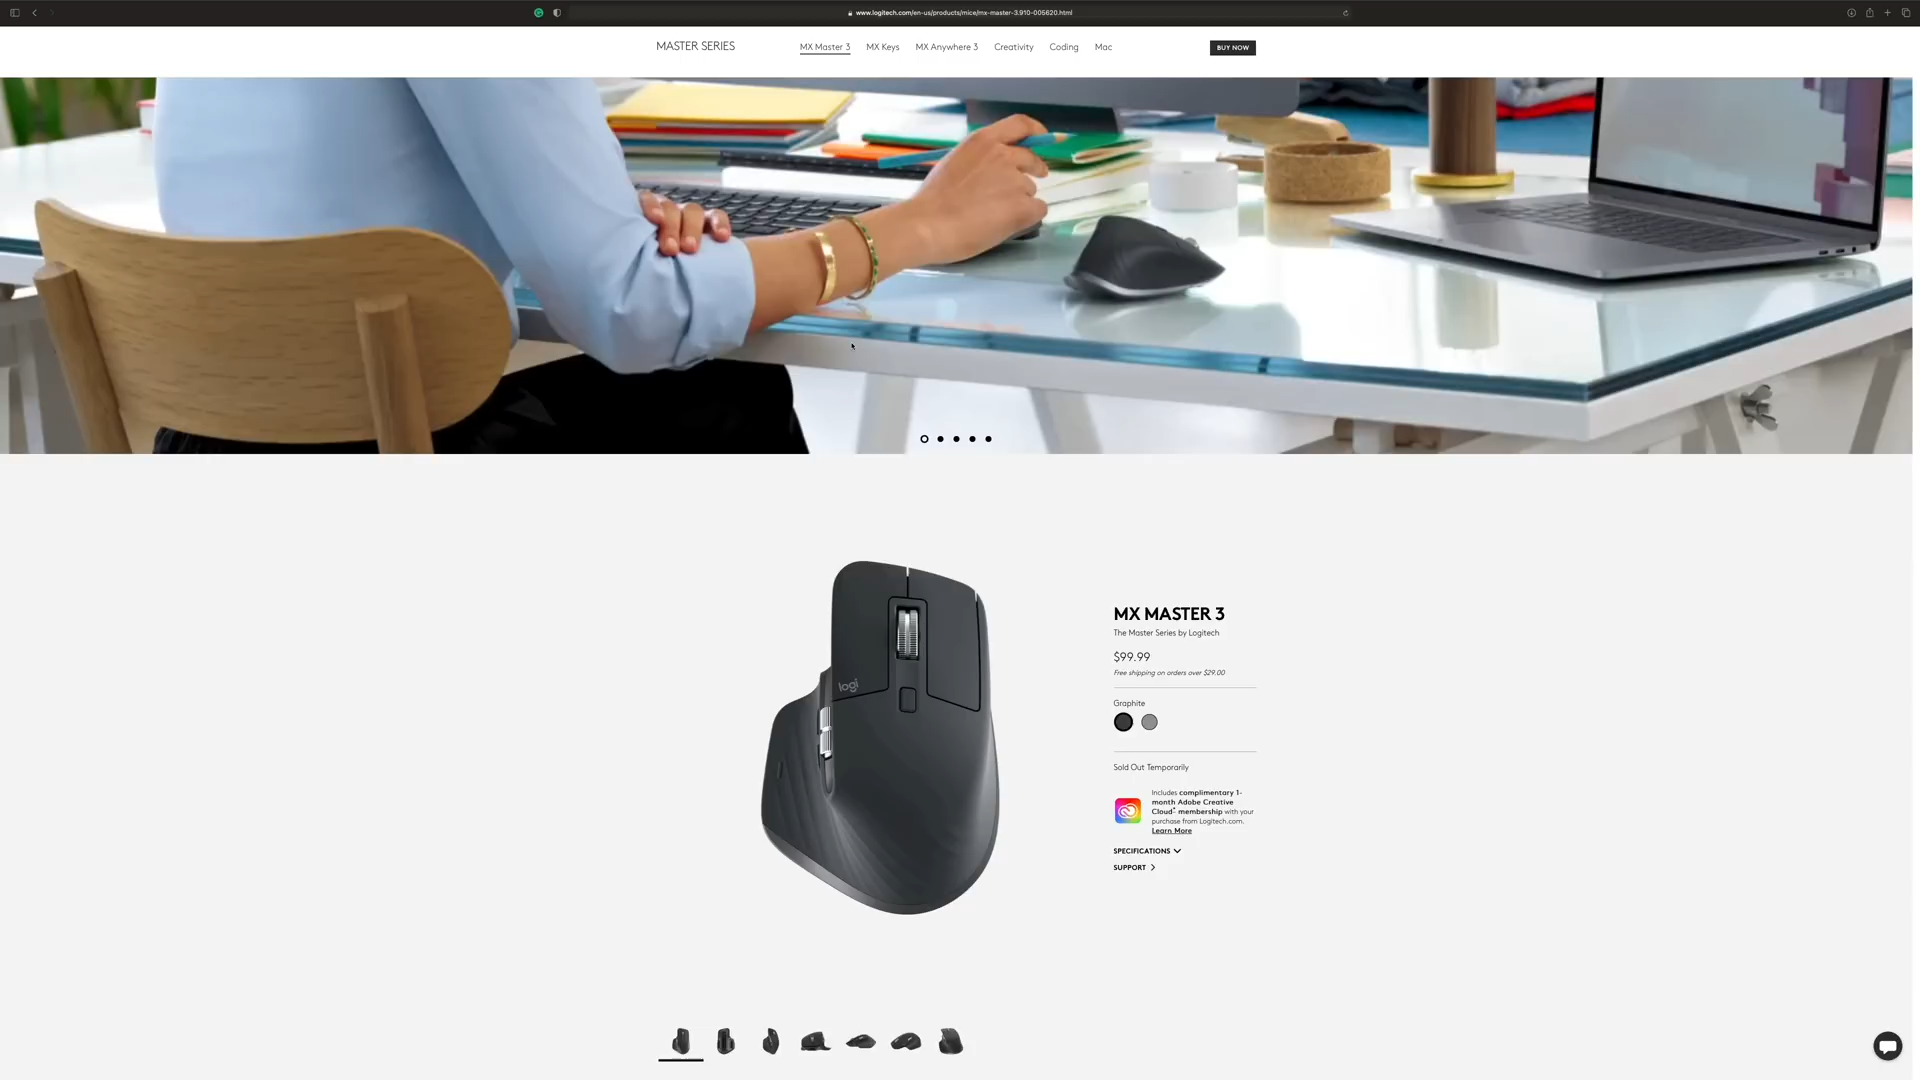 www.logitech.com/en-us/products/mice/mx-master-3.910-005620.html
MASTER SERIES
MX Master 3
MX Keys
MX Anywhere 3
Creativity
Coding
Mac
BUY NOW
logi
MX MASTER 3
The Master Series by Logitech
$99.99
Free shipping on orders over $29.00
Graphite
Sold Out Temporarily
Includes complimentary 1-
month Adobe Creative
Cloud* membership with your
purchase from Logitech.com.
Learn More
SPECIFICATIONS
SUPPORT